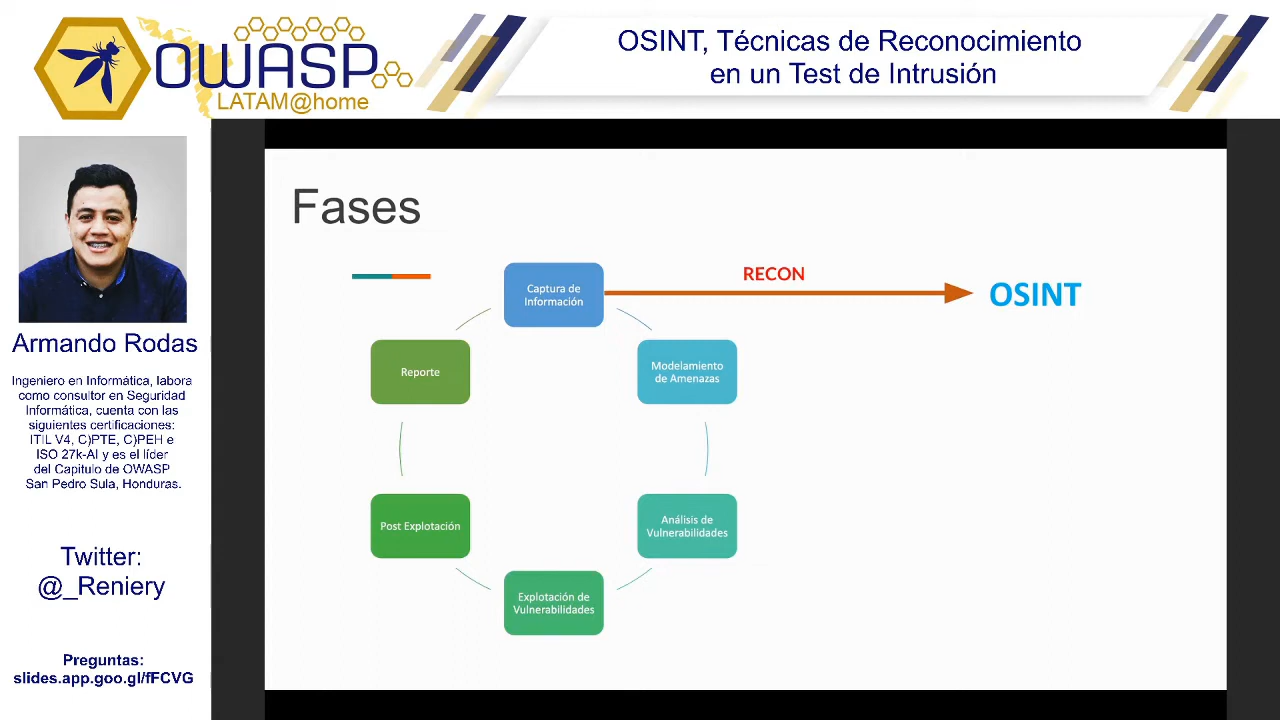 OWASP
LATAM@home
OSINT, Técnicas de Reconocimiento
en un Test de Intrusión
Armando Rodas
Ingeniero en Informática, labora
como consultor en Seguridad
Informática, cuenta con las
siguientes certificaciones:
ITIL V4, C)PTE, C)PEH e
ISO 27k-AI y es el líder
del Capitulo de OWASP
San Pedro Sula, Honduras.
Twitter:
@_Reniery
Preguntas:
slides.app.goo.gl/fFCVG
Fases
Captura de
Información
RECON
OSINT
Modelamiento
de Amenazas
Análisis de
Vulnerabilidades
Explotación de
Vulnerabilidades
Post Explotación
Reporte